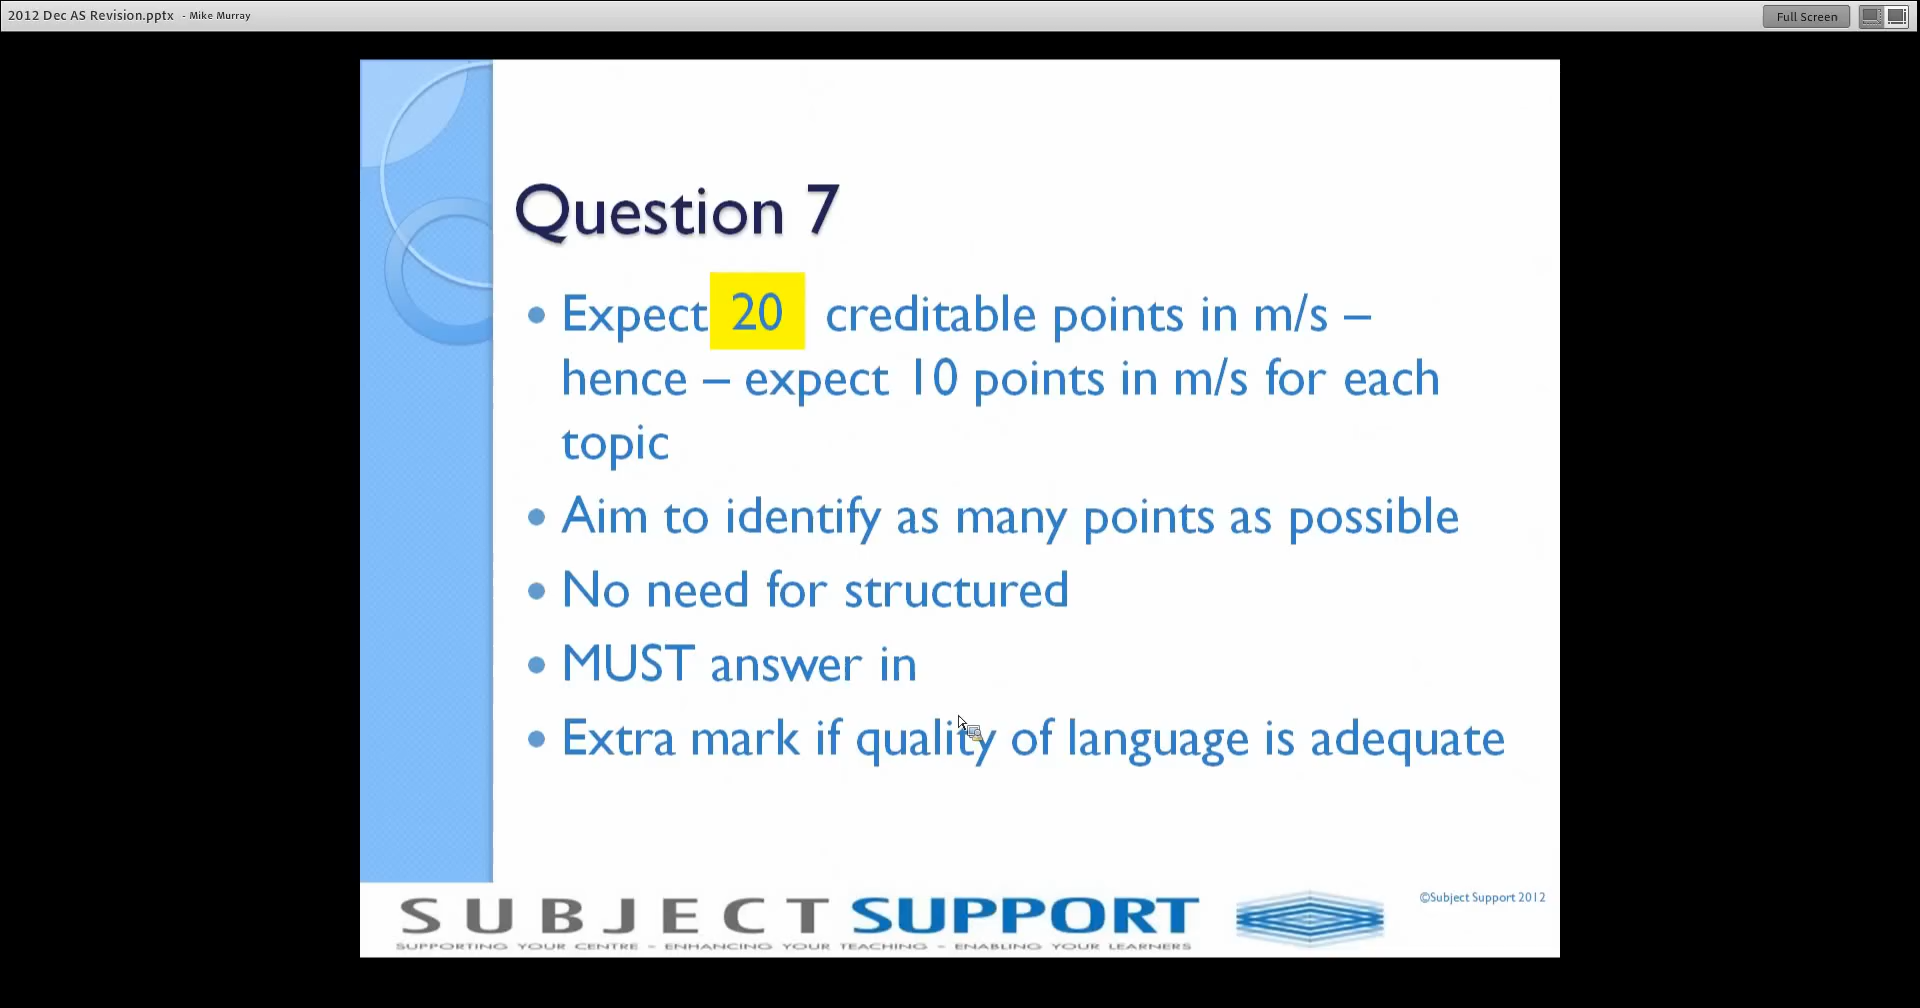 2012 Dec AS Revision.pptx - Mike Murray
Full Screen
Question 7
• Expect 20 creditable points in m/s –
hence – expect 10 points in m/s for each
topic
• Aim to identify as many points as possible
• No need for structured
• MUST answer in
• Extra mark if quality of language is adequate
SUBJECT SUPPORT
SUPPORTING YOUR CENTRE – ENHANCING YOUR TEACHING – ENABLING YOUR LEARNERS
©Subject Support 2012